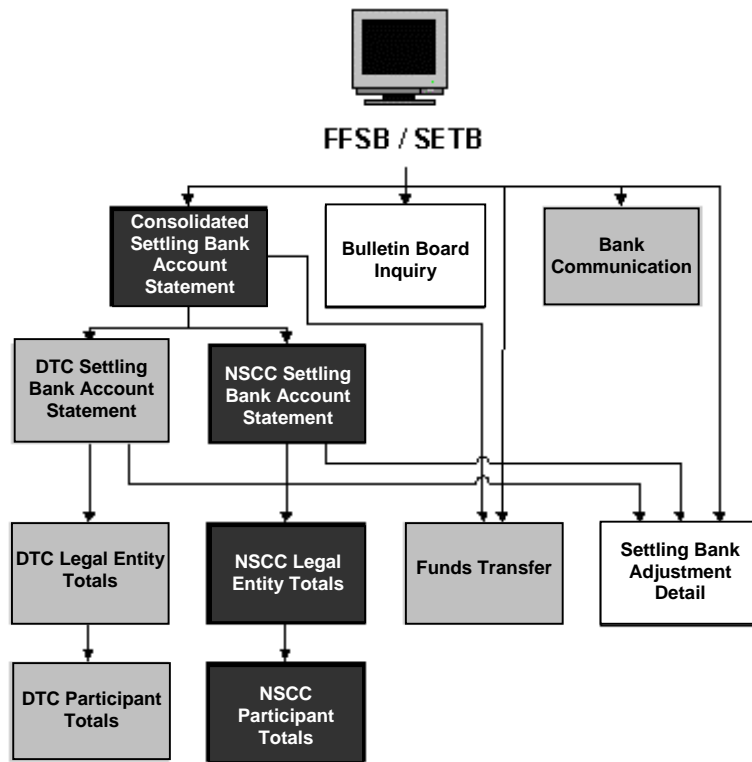 FFSB / SETB
Consolidated
Settling Bank
Account
Statement
Bulletin Board
Inquiry
Bank
Communication
DTC Settling
Bank Account
Statement
NSCC Settling
Bank Account
Statement
DTC Legal Entity
Totals
NSCC Legal
Entity Totals
Funds Transfer
Settling Bank
Adjustment
Detail
DTC Participant
Totals
NSCC
Participant
Totals